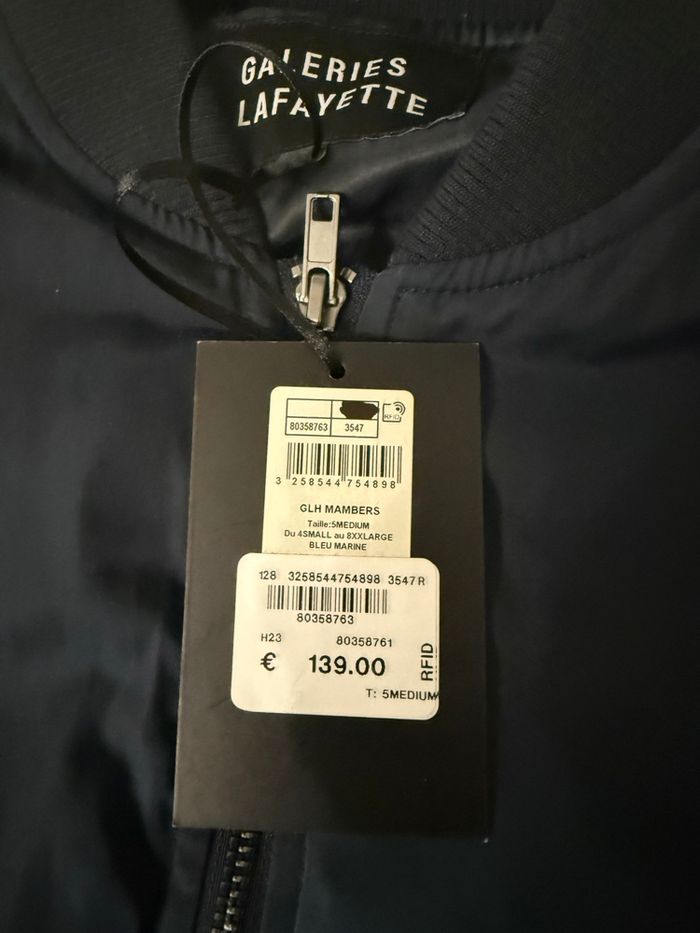 GALERIES
LAFAYETTE
RFID
80358763 3547
3 258544 754898
GLH MAMBERS
Taille:5MEDIUM
Du 4SMALL au 8XXLARGE
BLEU MARINE
128 3258544754898 3547 R
80358763
H23 80358761
€ 139.00
RFID
T: 5MEDIUM